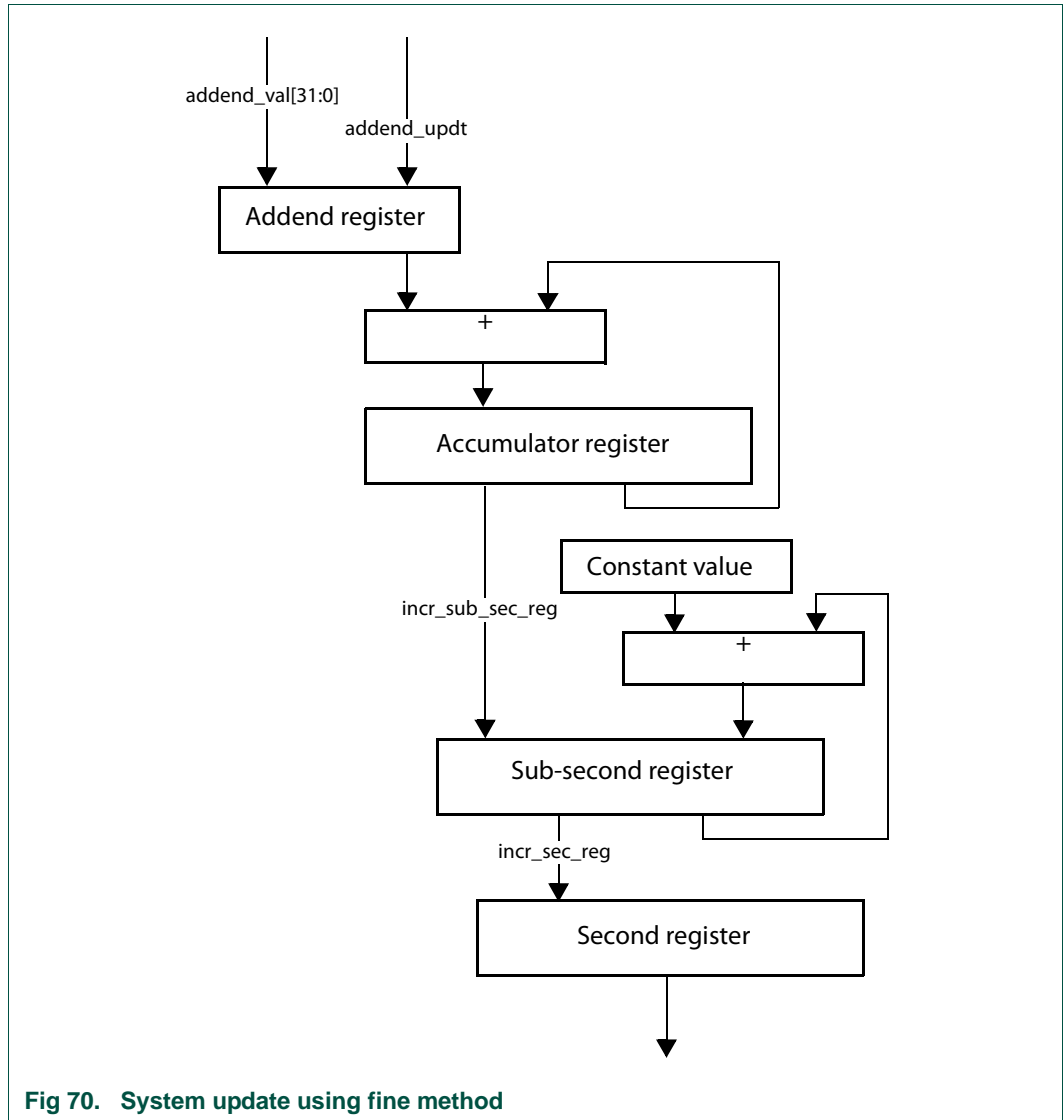 addend_val[31:0]
addend_updt
Addend register
+
Accumulator register
Constant value
incr_sub_sec_reg
+
Sub-second register
incr_sec_reg
Second register
Fig 70. System update using fine method